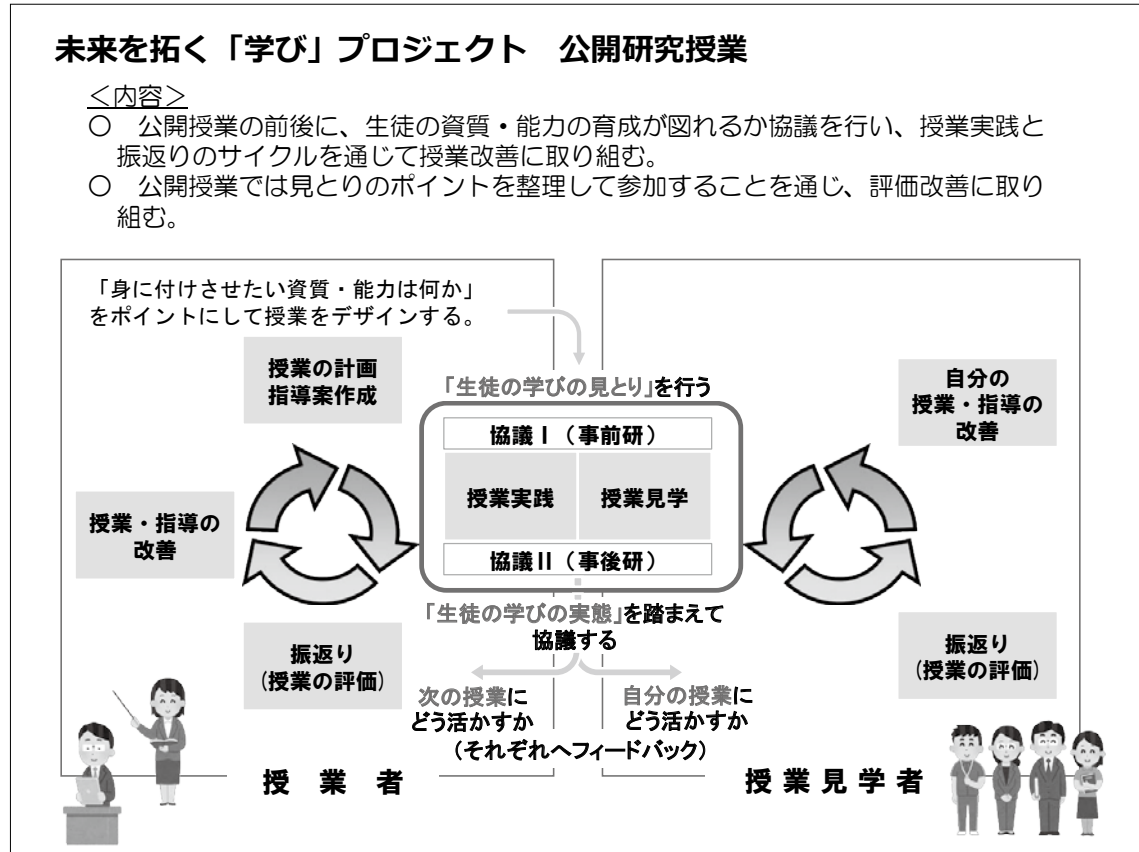 未来を拓く「学び」プロジェクト　公開研究授業
＜内容＞
〇　公開授業の前後に、生徒の資質・能力の育成が図れるか協議を行い、授業実践と
振返りのサイクルを通じて授業改善に取り組む。
〇　公開授業では見とりのポイントを整理して参加することを通じ、評価改善に取り
組む。
「身に付けさせたい資質・能力は何か」
をポイントにして授業をデザインする。
授業の計画
指導案作成
「生徒の学びの見とり」を行う
自分の
授業・指導の
改善
協議Ⅰ（事前研）
授業実践
授業見学
授業・指導の
改善
協議II（事後研）
「生徒の学びの実態」を踏まえて
協議する
振返り
（授業の評価）
振返り
（授業の評価）
次の授業に
どう活かすか
自分の授業に
どう活かすか
（それぞれへフィードバック）
授業者
授業見学者